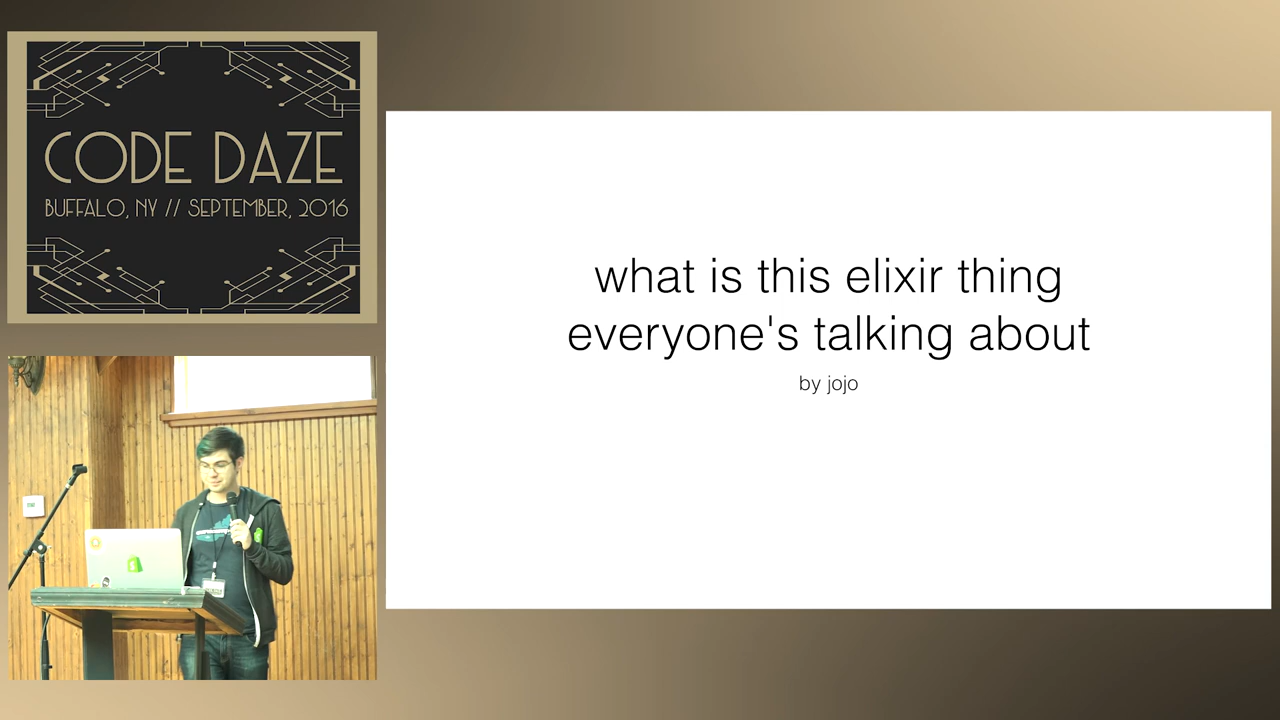 CODE DAZE
BUFFALO, NY // SEPTEMBER, 2016
what is this elixir thing
everyone's talking about
by jojo